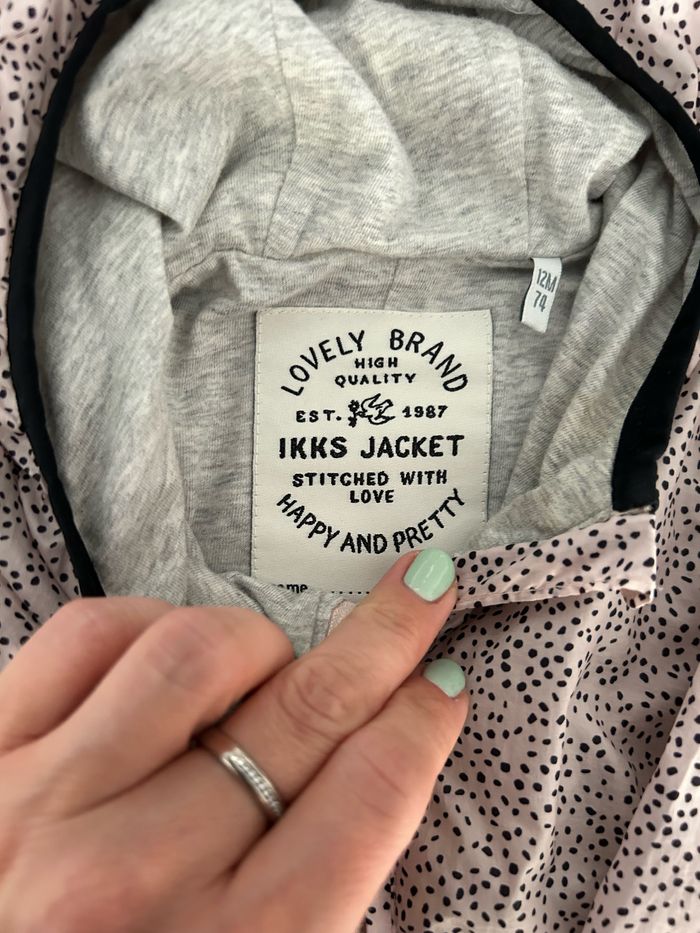 LOVELY BRAND
HIGH
QUALITY
EST. 1987
IKKS JACKET
STITCHED WITH
LOVE
HAPPY AND PRETTY
12M
74